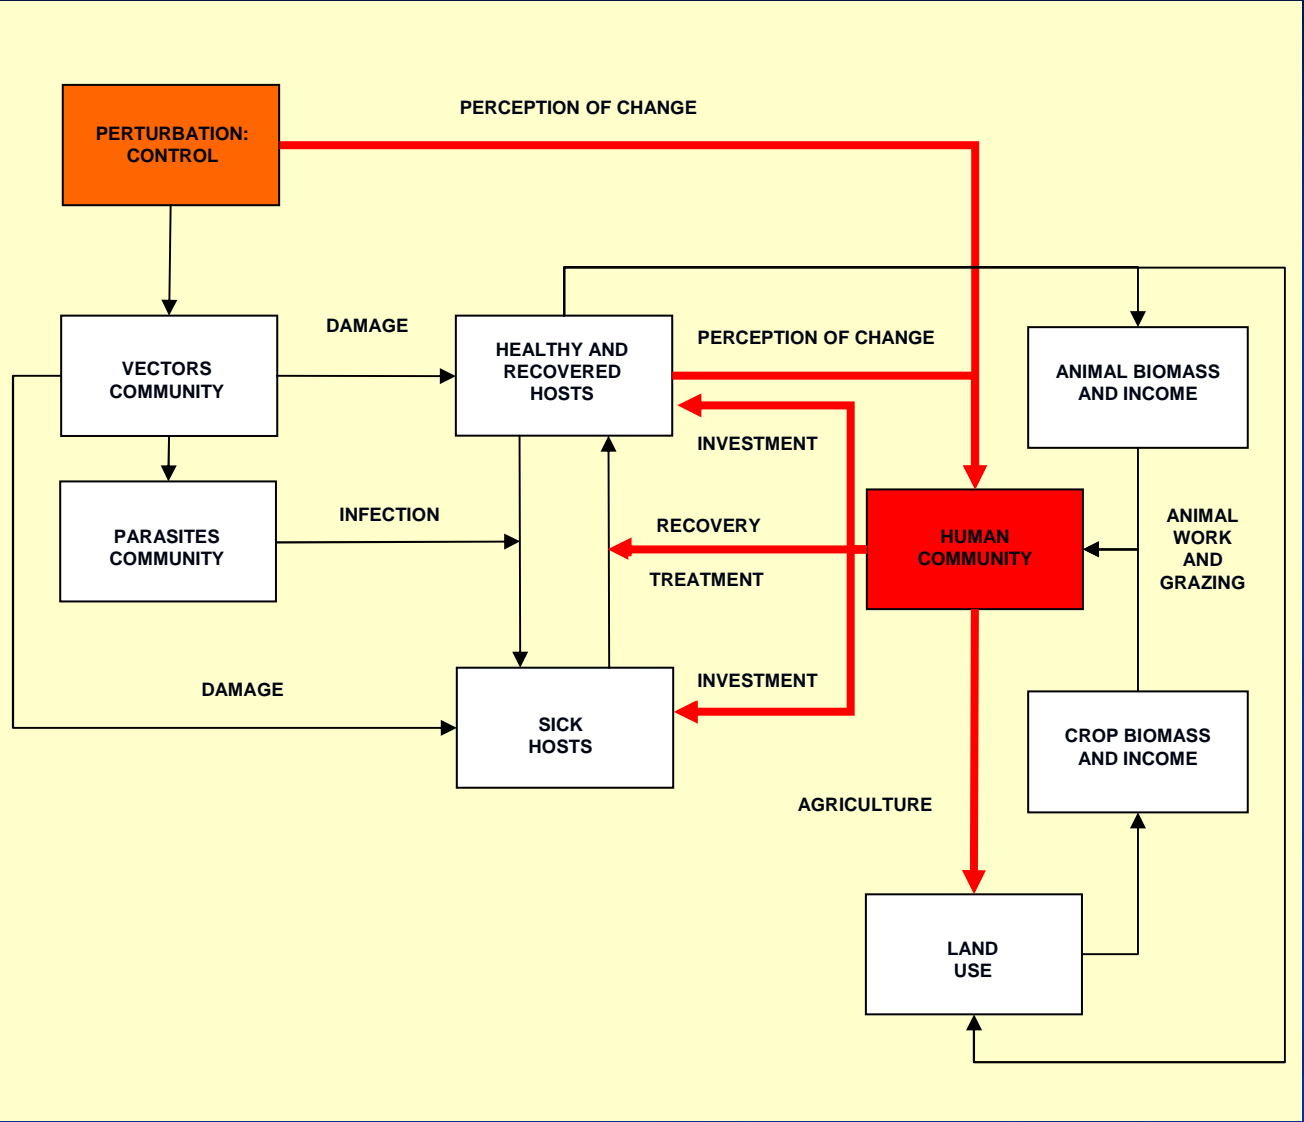 PERCEPTION OF CHANGE
PERTURBATION:
CONTROL
DAMAGE
HEALTHY AND
RECOVERED
HOSTS
PERCEPTION OF CHANGE
VECTORS
COMMUNITY
ANIMAL BIOMASS
AND INCOME
INVESTMENT
INFECTION
PARASITES
COMMUNITY
RECOVERY
TREATMENT
HUMAN
COMMUNITY
ANIMAL
WORK
AND
GRAZING
DAMAGE
INVESTMENT
SICK
HOSTS
CROP BIOMASS
AND INCOME
AGRICULTURE
LAND
USE